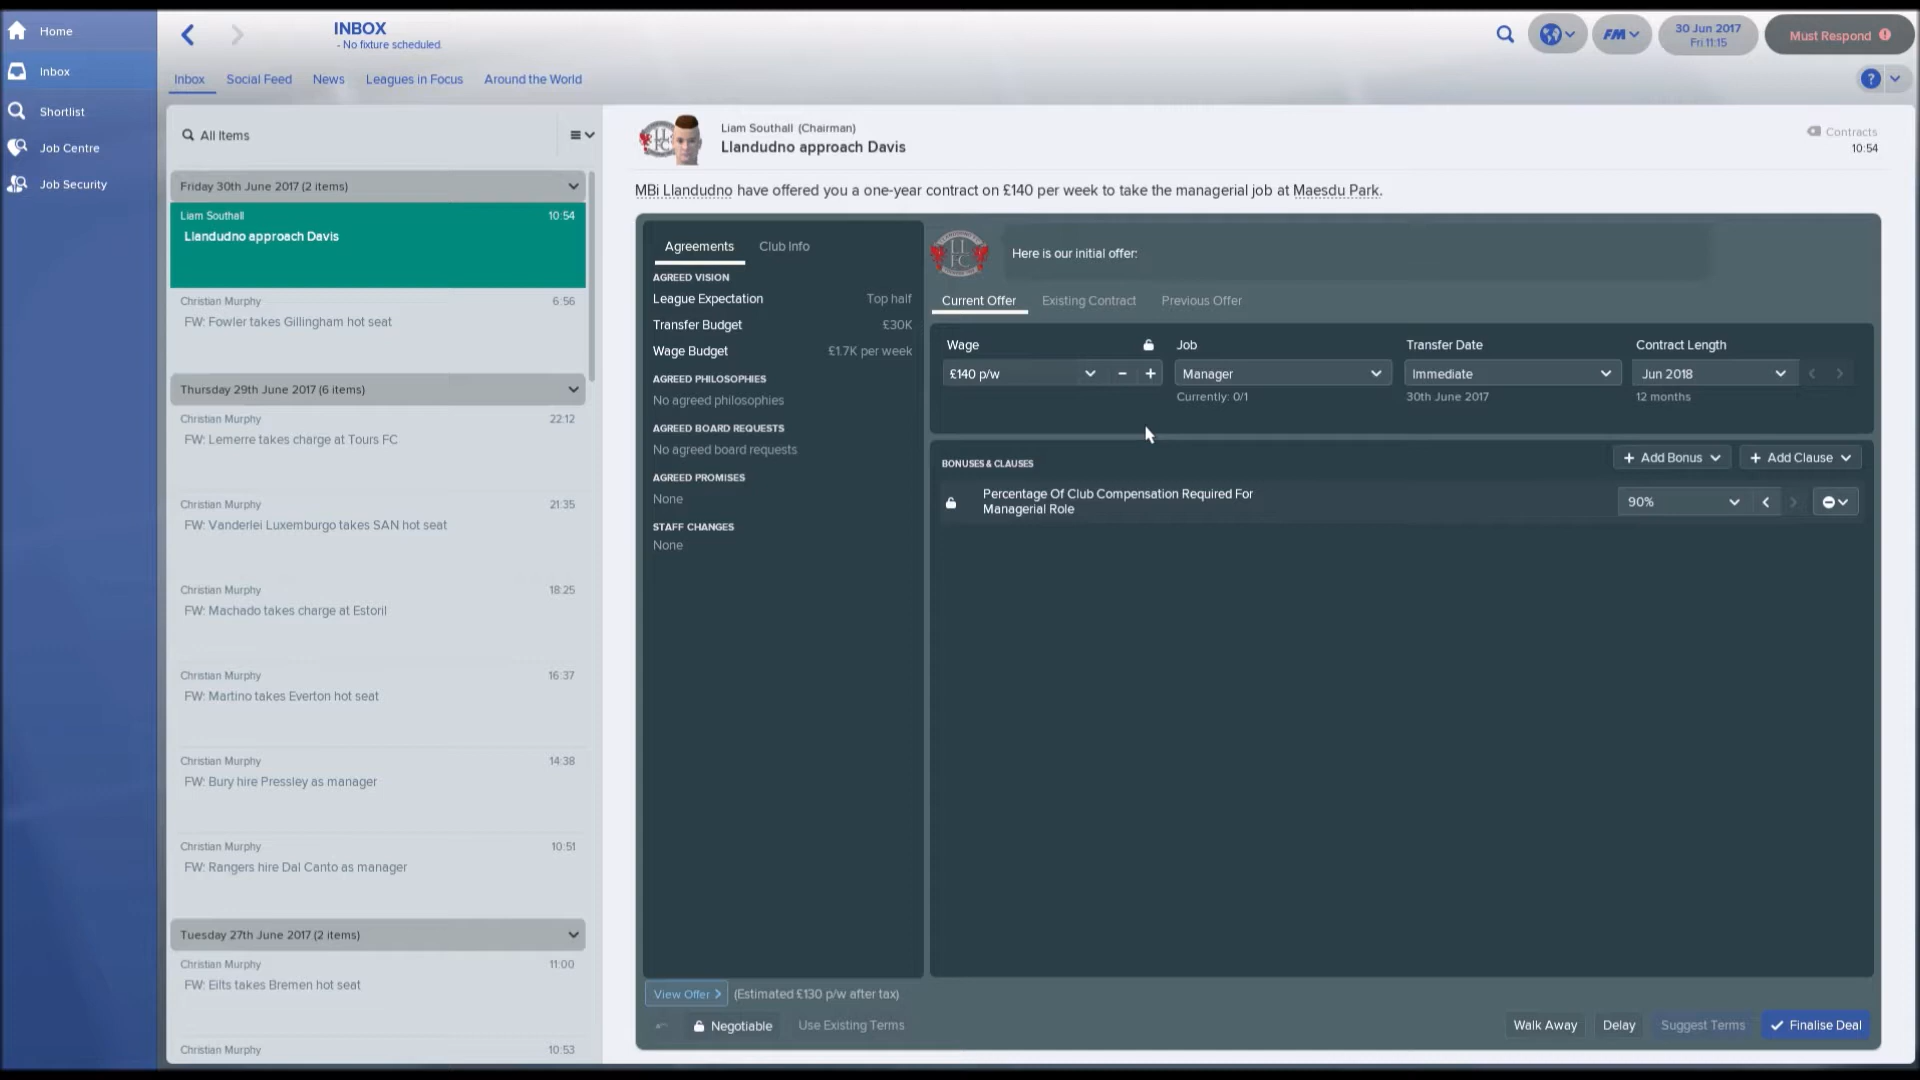 Home
Inbox
Shortlist
Job Centre
Job Security
INBOX
- No fixture scheduled.
FM
30 Jun 2017
Fri 11:15
Must Respond
Inbox
Social Feed
News
Leagues in Focus
Around the World
?
All Items
Friday 30th June 2017 (2 items)
Liam Southall 10:54
Llandudno approach Davis
Christian Murphy 6:56
FW: Fowler takes Gillingham hot seat
Thursday 29th June 2017 (6 items)
Christian Murphy 22:12
FW: Lemerre takes charge at Tours FC
Christian Murphy 21:35
FW: Vanderlei Luxemburgo takes SAN hot seat
Christian Murphy 18:25
FW: Machado takes charge at Estoril
Christian Murphy 16:37
FW: Martino takes Everton hot seat
Christian Murphy 14:38
FW: Bury hire Pressley as manager
Christian Murphy 10:51
FW: Rangers hire Dal Canto as manager
Tuesday 27th June 2017 (2 items)
Christian Murphy 11:00
FW: Eilts takes Bremen hot seat
Christian Murphy 10:53
Liam Southall (Chairman)
Llandudno approach Davis
Contracts
10:54
MBi Llandudno have offered you a one-year contract on £140 per week to take the managerial job at Maesdu Park.
Agreements
Club Info
AGREED VISION
League Expectation Top half
Transfer Budget £30K
Wage Budget £1.7K per week
AGREED PHILOSOPHIES
No agreed philosophies
AGREED BOARD REQUESTS
No agreed board requests
AGREED PROMISES
None
STAFF CHANGES
None
Here is our initial offer:
Current Offer
Existing Contract
Previous Offer
Wage
Job
Transfer Date
Contract Length
£140 p/w
Manager
Immediate
Jun 2018
Currently: 0/1
30th June 2017
12 months
BONUSES & CLAUSES
+ Add Bonus
+ Add Clause
Percentage Of Club Compensation Required For
Managerial Role
90%
View Offer >
(Estimated £130 p/w after tax)
Negotiable
Use Existing Terms
Walk Away
Delay
Suggest Terms
Finalise Deal